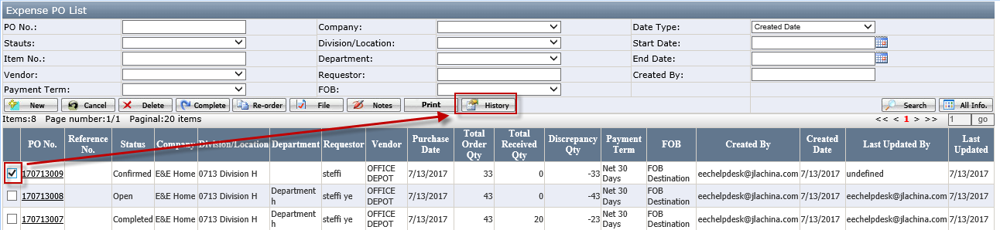 Expense PO List
PO No.: Company: Date Type: Created Date
Stauts: Division/Location: Start Date:
Item No.: Department: End Date:
Vendor: Requestor: Created By:
Payment Term: FOB:
New Cancel Delete Complete Re-order File Notes Print History Search All Info.
Items:8 Page number:1/1 Paginal:20 items << < 1 > >> 1 go
PO No. Reference No. Status Company Division/Location Department Requestor Vendor Purchase Date Total Order Qty Total Received Qty Discrepancy Qty Payment Term FOB Created By Created Date Last Updated By Last Updated
170713009 Confirmed E&E Home 0713 Division H steffi OFFICE DEPOT 7/13/2017 33 0 -33 Net 30 Days FOB Destination eechelpdesk@jlachina.com 7/13/2017 undefined 7/13/2017
170713008 Open E&E Home 0713 Division H Department h steffi ye OFFICE DEPOT 7/13/2017 43 0 -43 Net 30 Days FOB Destination eechelpdesk@jlachina.com 7/13/2017 eechelpdesk@jlachina.com 7/13/2017
170713007 Completed E&E Home 0713 Division H Department h steffi ye OFFICE DEPOT 7/13/2017 43 20 -23 Net 30 Days FOB Destination eechelpdesk@jlachina.com 7/13/2017 eechelpdesk@jlachina.com 7/13/2017